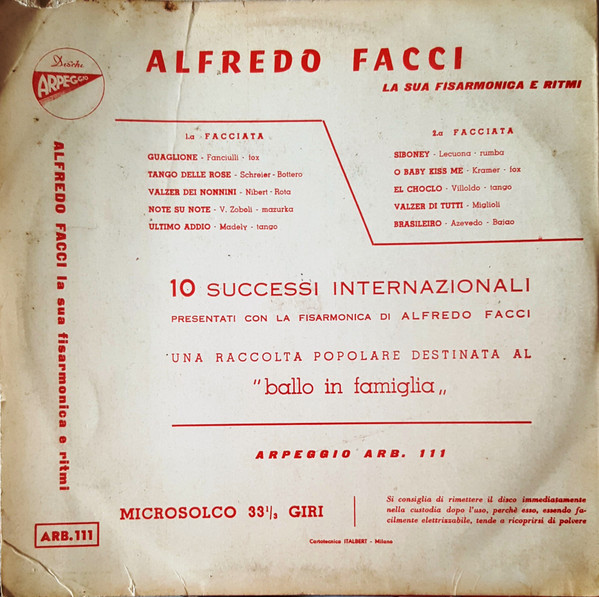 Dischi
ARPEGGIO
ALFREDO FACCI
LA SUA FISARMONICA E RITMI
1.a FACCIATA
GUAGLIONE - Fanciulli - fox
TANGO DELLE ROSE - Schreier - Bottero
VALZER DEI NONNINI - Nibert - Rota
NOTE SU NOTE - V. Zoboli - mazurka
ULTIMO ADDIO - Madely - tango
2.a FACCIATA
SIBONEY - Lecuona - rumba
O BABY KISS ME - Kramer - fox
EL CHOCLO - Villoldo - tango
VALZER DI TUTTI - Miglioli
BRASILEIRO - Azevedo - Bajao
ALFREDO FACCI la sua fisarmonica e ritmi
10 SUCCESSI INTERNAZIONALI
PRESENTATI CON LA FISARMONICA DI ALFREDO FACCI
UNA RACCOLTA POPOLARE DESTINATA AL
"ballo in famiglia„
ARPEGGIO ARB. 111
ARB.111
MICROSOLCO 33 1/3 GIRI
Si consiglia di rimettere il disco immediatamente
nella custodia dopo l'uso, perchè esso, essendo fa-
cilmente elettrizzabile, tende a ricoprirsi di polvere
Cartotecnica ITALBERT - Milano